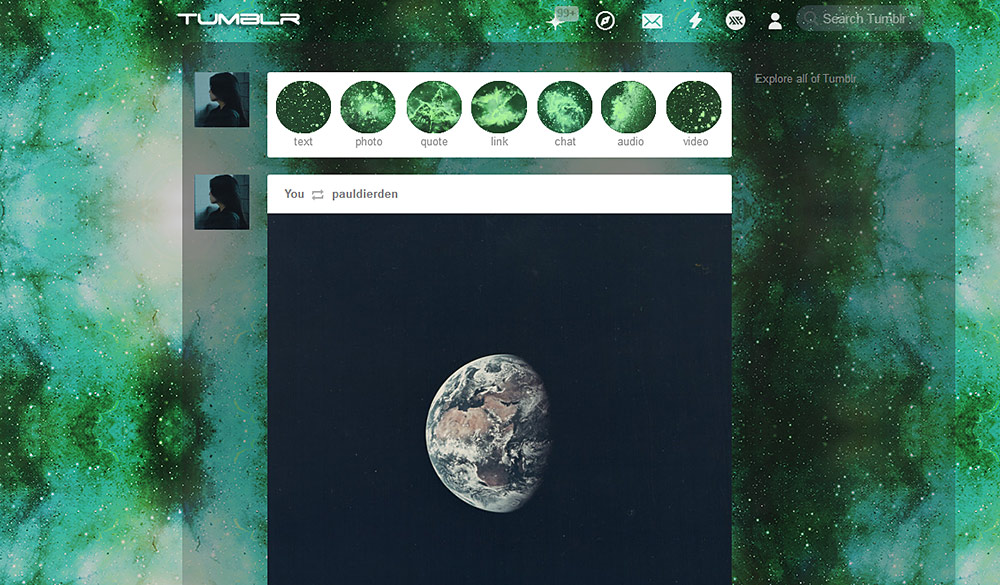 TUMBLR
99+
Search Tumblr
Explore all of Tumblr
text photo quote link chat audio video
You pauldierden